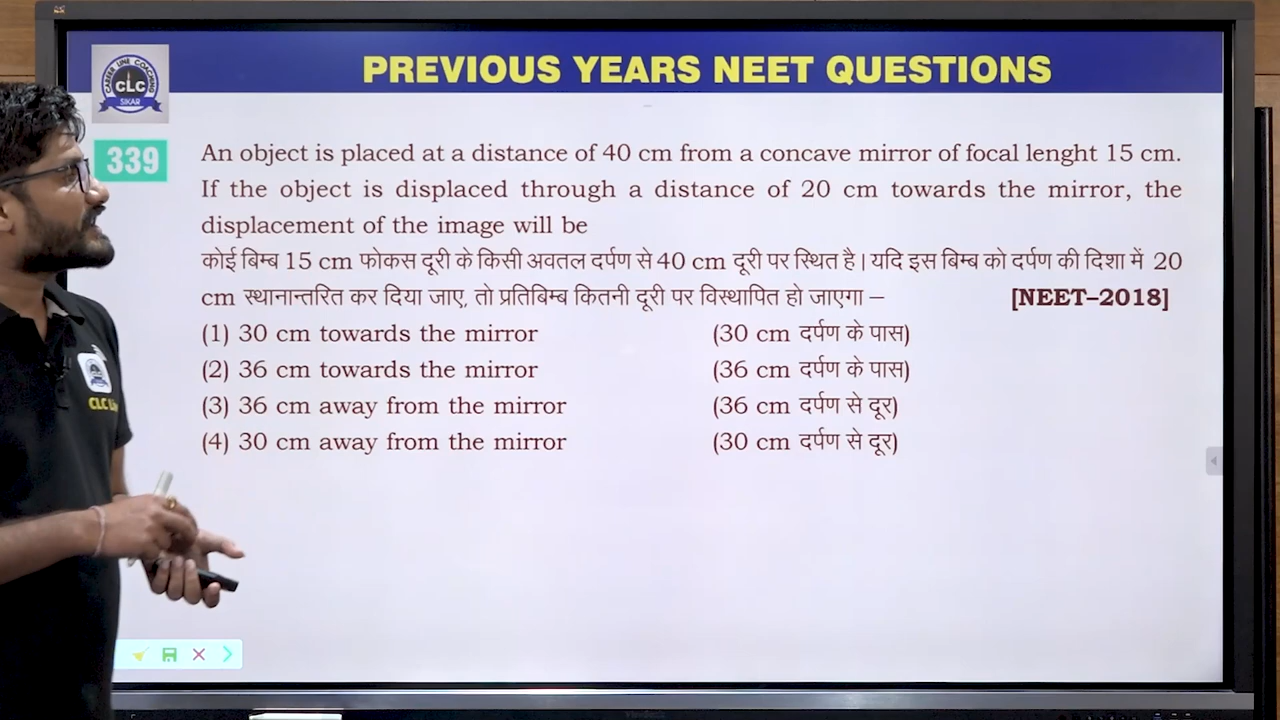 PREVIOUS YEARS NEET QUESTIONS
CLC
SIKAR
339
An object is placed at a distance of 40 cm from a concave mirror of focal lenght 15 cm.
If the object is displaced through a distance of 20 cm towards the mirror, the
displacement of the image will be
कोई बिम्ब 15 cm फोकस दूरी के किसी अवतल दर्पण से 40 cm दूरी पर स्थित है। यदि इस बिम्ब को दर्पण की दिशा में 20
cm स्थानान्तरित कर दिया जाए, तो प्रतिबिम्ब कितनी दूरी पर विस्थापित हो जाएगा –
[NEET–2018]
(1) 30 cm towards the mirror (30 cm दर्पण के पास)
(2) 36 cm towards the mirror (36 cm दर्पण के पास)
(3) 36 cm away from the mirror (36 cm दर्पण से दूर)
(4) 30 cm away from the mirror (30 cm दर्पण से दूर)
CLC